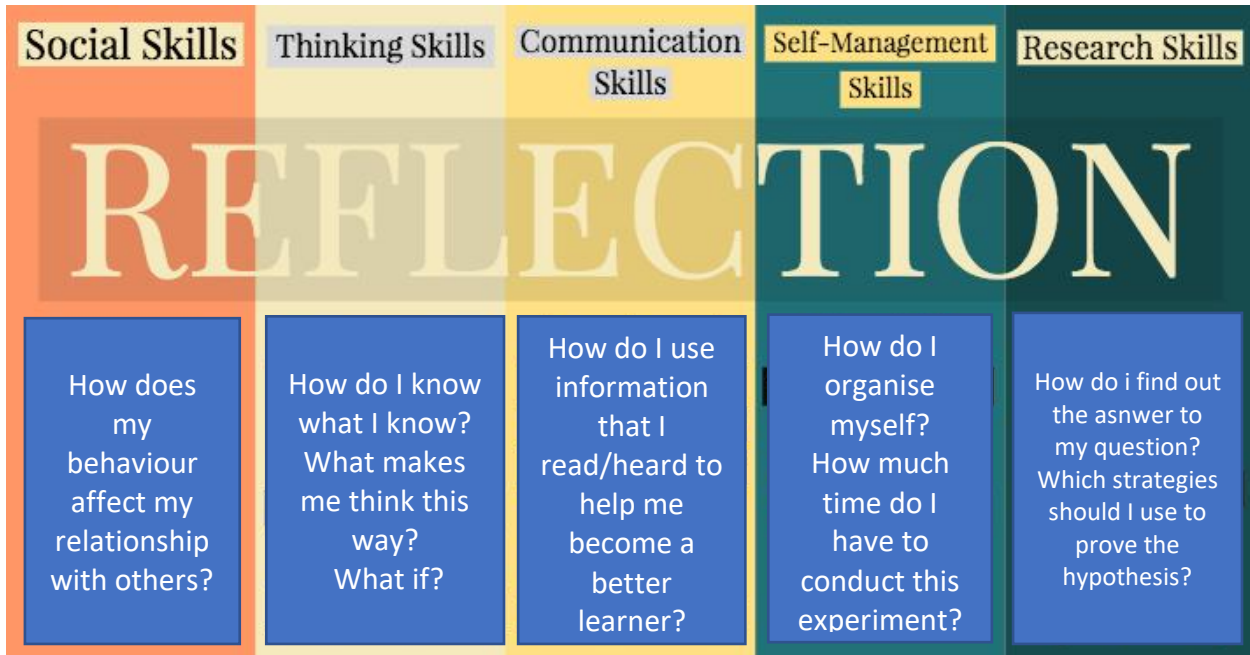 Social Skills
Thinking Skills
Communication
Skills
Self-Management
Skills
Research Skills
REFLECTION
How does
my
behaviour
affect my
relationship
with others?
How do I know
what I know?
What makes
me think this
way?
What if?
How do I use
information
that I
read/heard to
help me
become a
better
learner?
How do I
organise
myself?
How much
time do I
have to
conduct this
experiment?
How do i find out
the asnwer to
my question?
Which strategies
should I use to
prove the
hypothesis?